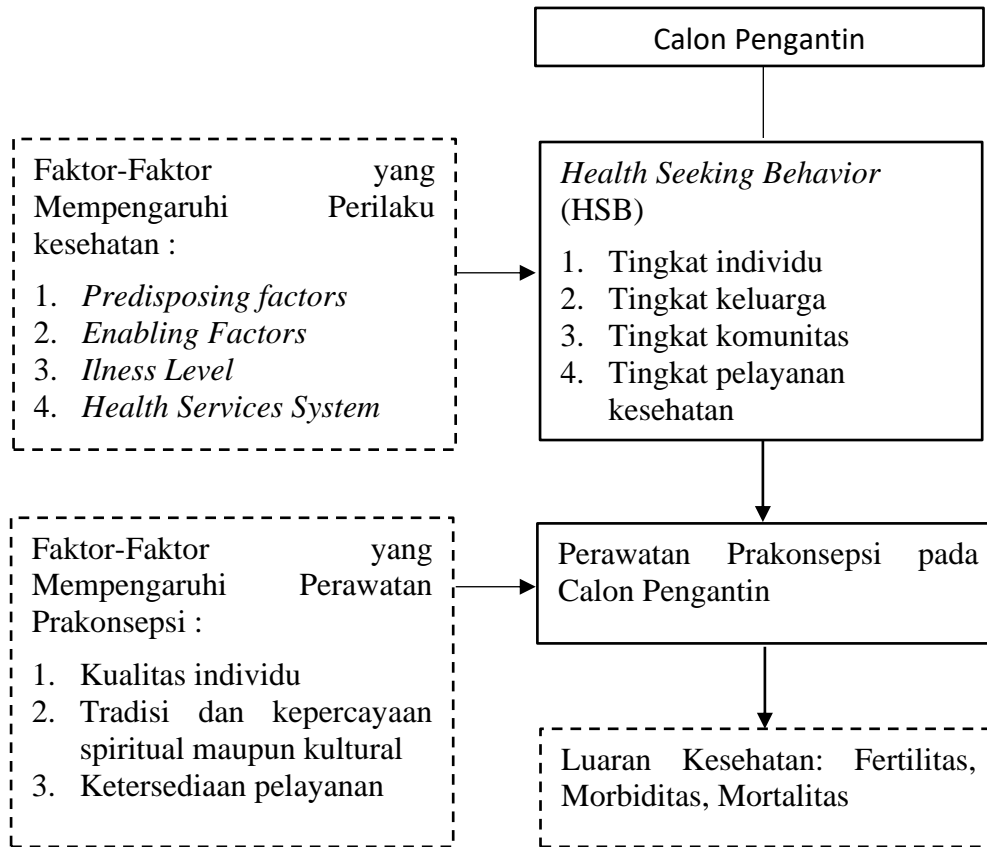 Calon Pengantin
Faktor-Faktor yang
Mempengaruhi Perilaku
kesehatan :
1. Predisposing factors
2. Enabling Factors
3. Ilness Level
4. Health Services System
Health Seeking Behavior
(HSB)
1. Tingkat individu
2. Tingkat keluarga
3. Tingkat komunitas
4. Tingkat pelayanan
kesehatan
Faktor-Faktor yang
Mempengaruhi Perawatan
Prakonsepsi :
1. Kualitas individu
2. Tradisi dan kepercayaan
spiritual maupun kultural
3. Ketersediaan pelayanan
Perawatan Prakonsepsi pada
Calon Pengantin
Luaran Kesehatan: Fertilitas,
Morbiditas, Mortalitas